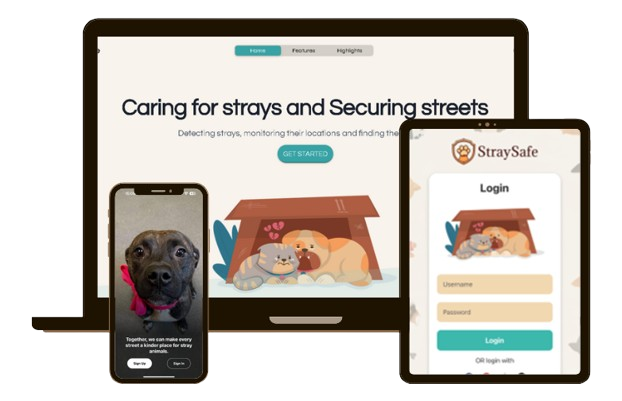 Home Features Highlights
Caring for strays and Securing streets
Detecting strays, monitoring their locations and finding the
GET STARTED
StraySafe
Login
Username
Password
Login
OR login with
Together, we can make every
street a kinder place for stray
animals.
Sign Up Sign In